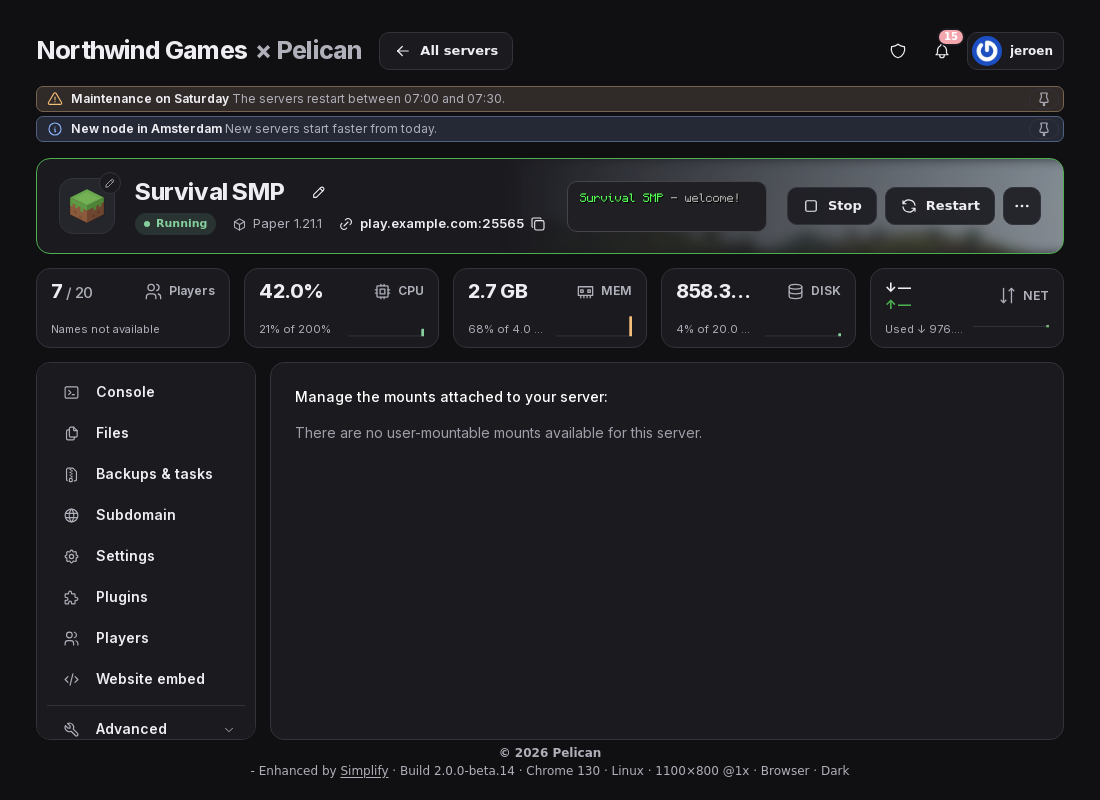 Northwind Games × Pelican
All servers
15
jeroen
Maintenance on Saturday The servers restart between 07:00 and 07:30.
New node in Amsterdam New servers start faster from today.
Survival SMP
Running
Paper 1.21.1
play.example.com:25565
Survival SMP - welcome!
Stop
Restart
7 / 20
Players
Names not available
42.0%
CPU
21% of 200%
2.7 GB
MEM
68% of 4.0 ...
858.3...
DISK
4% of 20.0 ...
↓—
↑—
NET
Used ↓ 976....
Console
Files
Backups & tasks
Subdomain
Settings
Plugins
Players
Website embed
Advanced
Manage the mounts attached to your server:
There are no user-mountable mounts available for this server.
© 2026 Pelican
- Enhanced by Simplify · Build 2.0.0-beta.14 · Chrome 130 · Linux · 1100×800 @1x · Browser · Dark